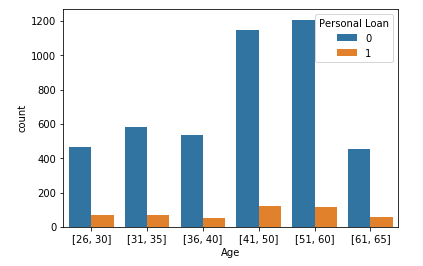 Personal Loan
0
1
1200
1000
800
600
400
200
0
count
[26, 30] [31, 35] [36, 40] [41, 50] [51, 60] [61, 65]
Age